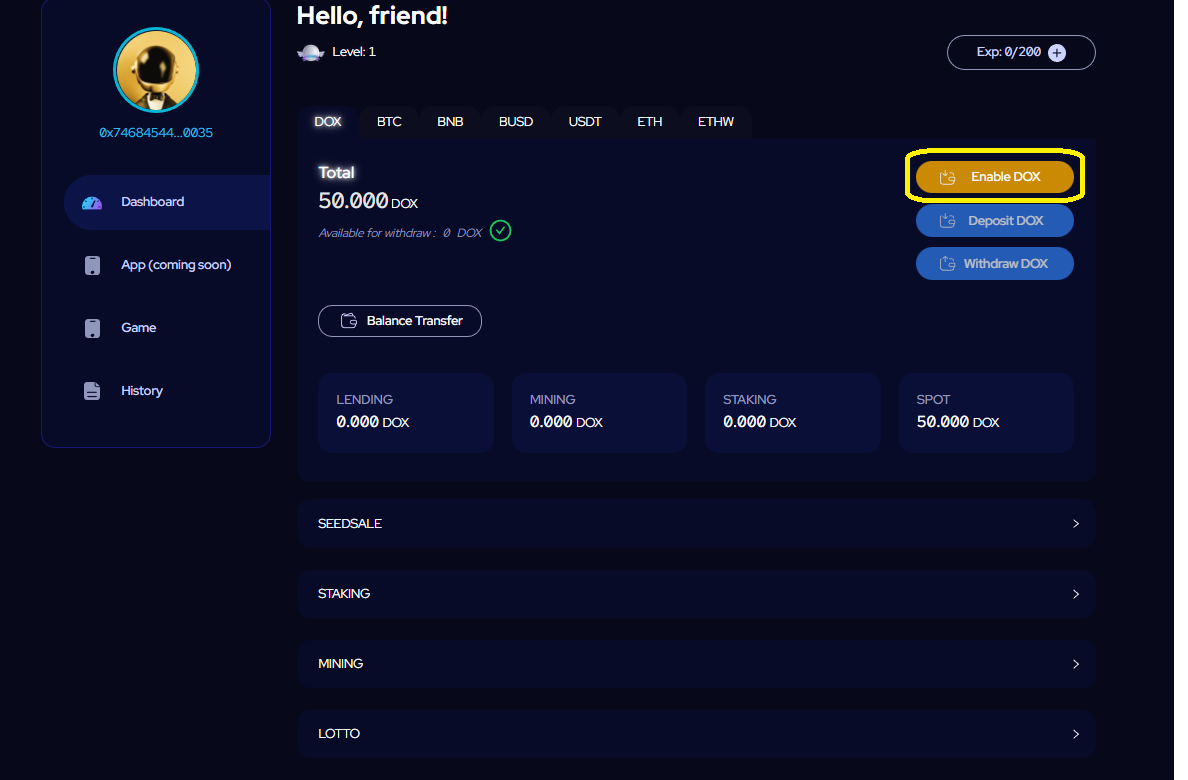 Hello, friend!
Level: 1
Exp: 0/200
0x74684544...0035
Dashboard
App (coming soon)
Game
History
DOX BTC BNB BUSD USDT ETH ETHW
Total
50.000 DOX
Available for withdraw : 0 DOX
Enable DOX
Deposit DOX
Withdraw DOX
Balance Transfer
LENDING
0.000 DOX
MINING
0.000 DOX
STAKING
0.000 DOX
SPOT
50.000 DOX
SEEDSALE
STAKING
MINING
LOTTO